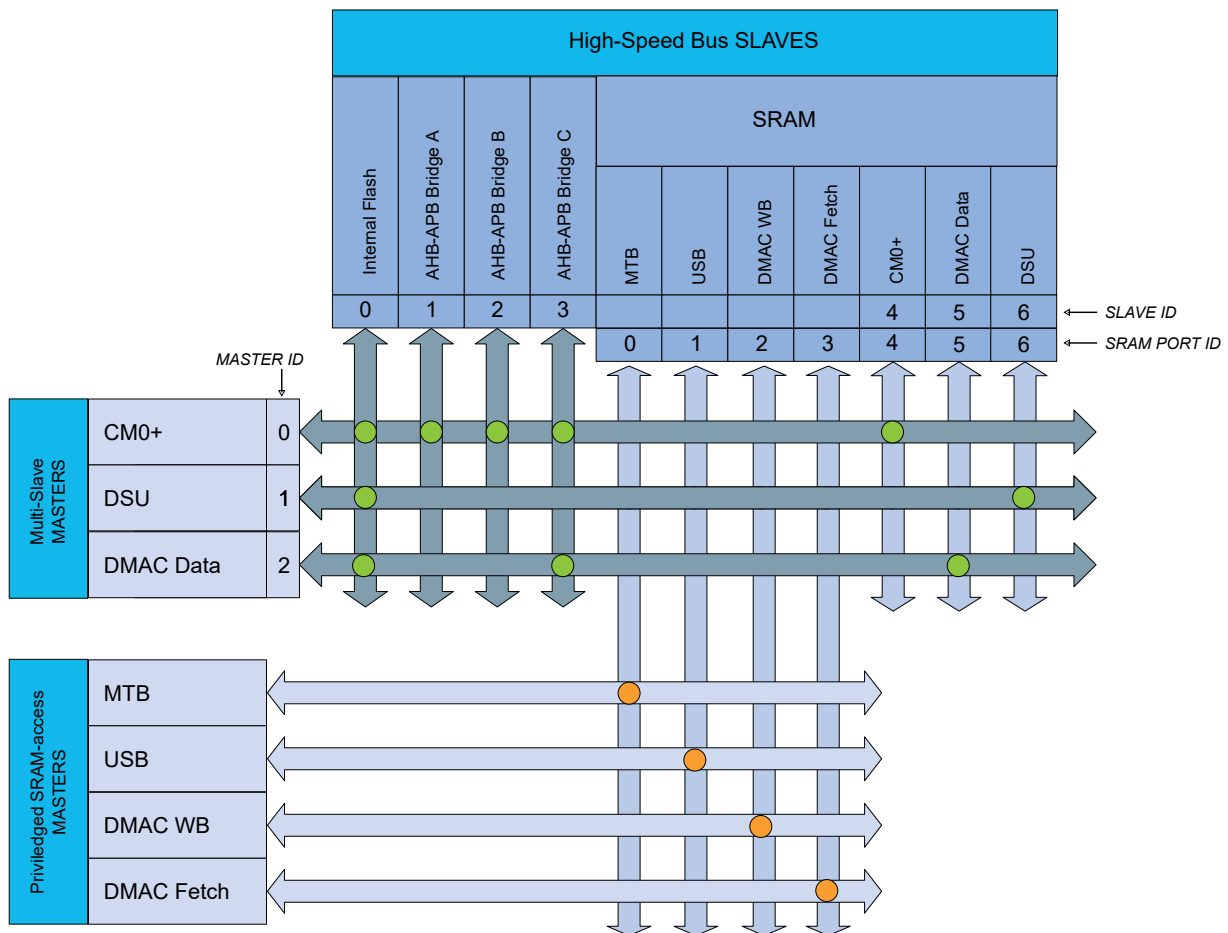 High-Speed Bus SLAVES
SRAM
Internal Flash
AHB-APB Bridge A
AHB-APB Bridge B
AHB-APB Bridge C
MTB
USB
DMAC WB
DMAC Fetch
CM0+
DMAC Data
DSU
0 1 2 3 4 5 6 SLAVE ID
0 1 2 3 4 5 6 SRAM PORT ID
MASTER ID
Multi-Slave
MASTERS
CM0+ 0
DSU 1
DMAC Data 2
Priviledged SRAM-access
MASTERS
MTB
USB
DMAC WB
DMAC Fetch